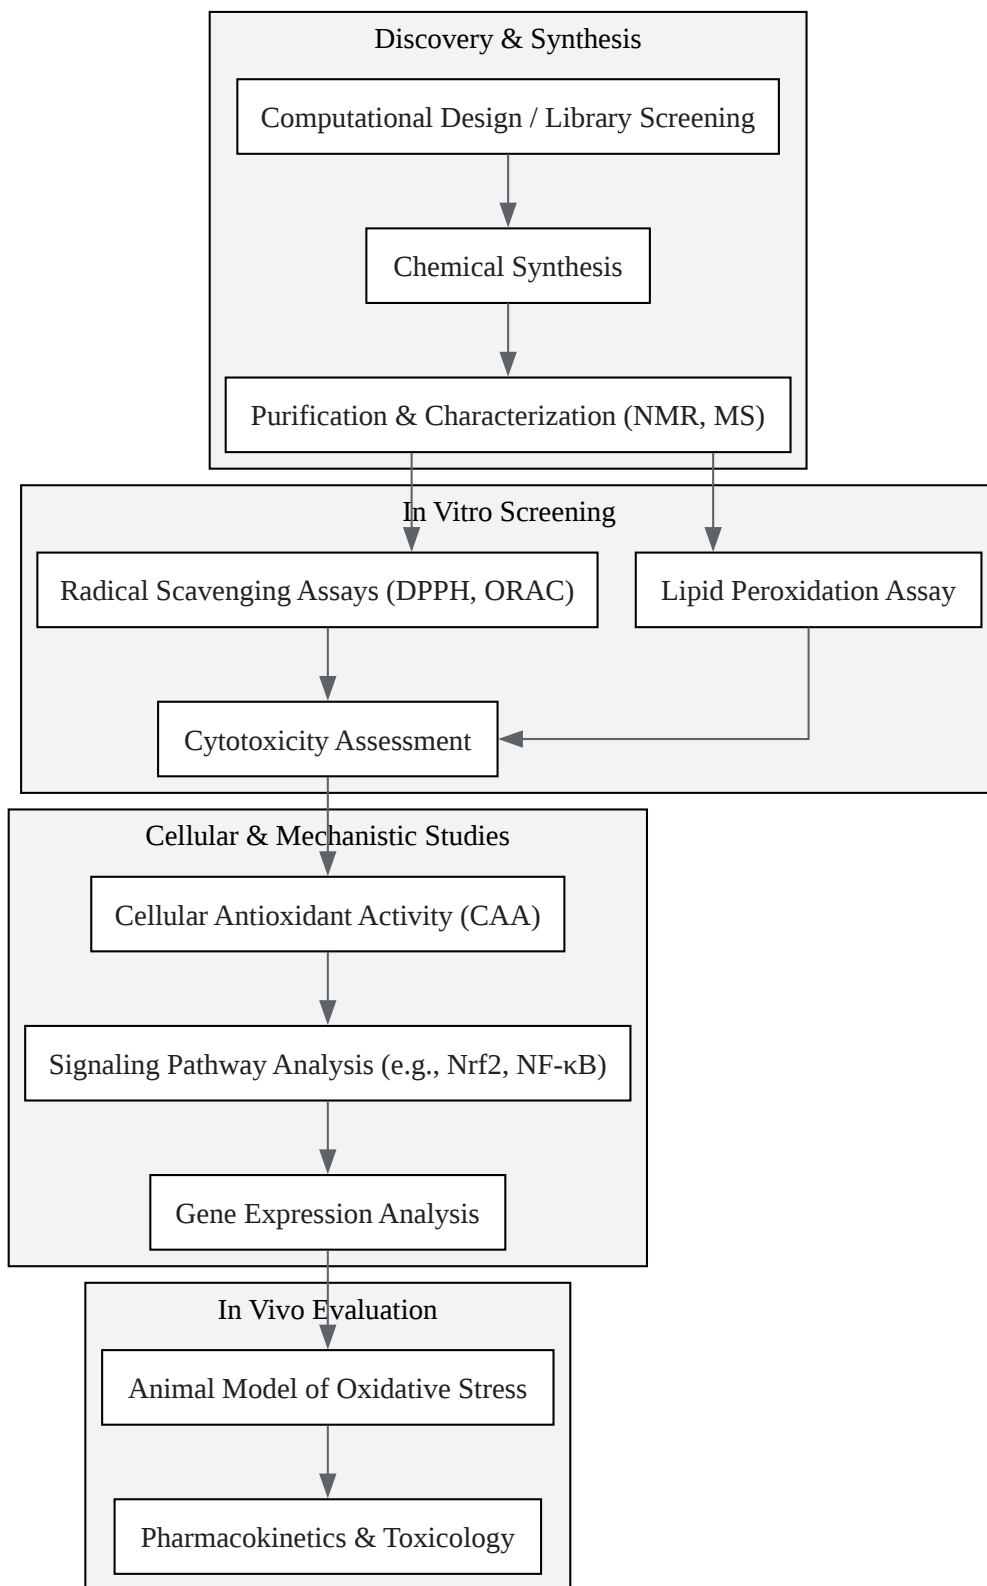 Discovery & Synthesis
Computational Design / Library Screening
Chemical Synthesis
Purification & Characterization (NMR, MS)
In Vitro Screening
Radical Scavenging Assays (DPPH, ORAC)
Lipid Peroxidation Assay
Cytotoxicity Assessment
Cellular & Mechanistic Studies
Cellular Antioxidant Activity (CAA)
Signaling Pathway Analysis (e.g., Nrf2, NF-κB)
Gene Expression Analysis
In Vivo Evaluation
Animal Model of Oxidative Stress
Pharmacokinetics & Toxicology